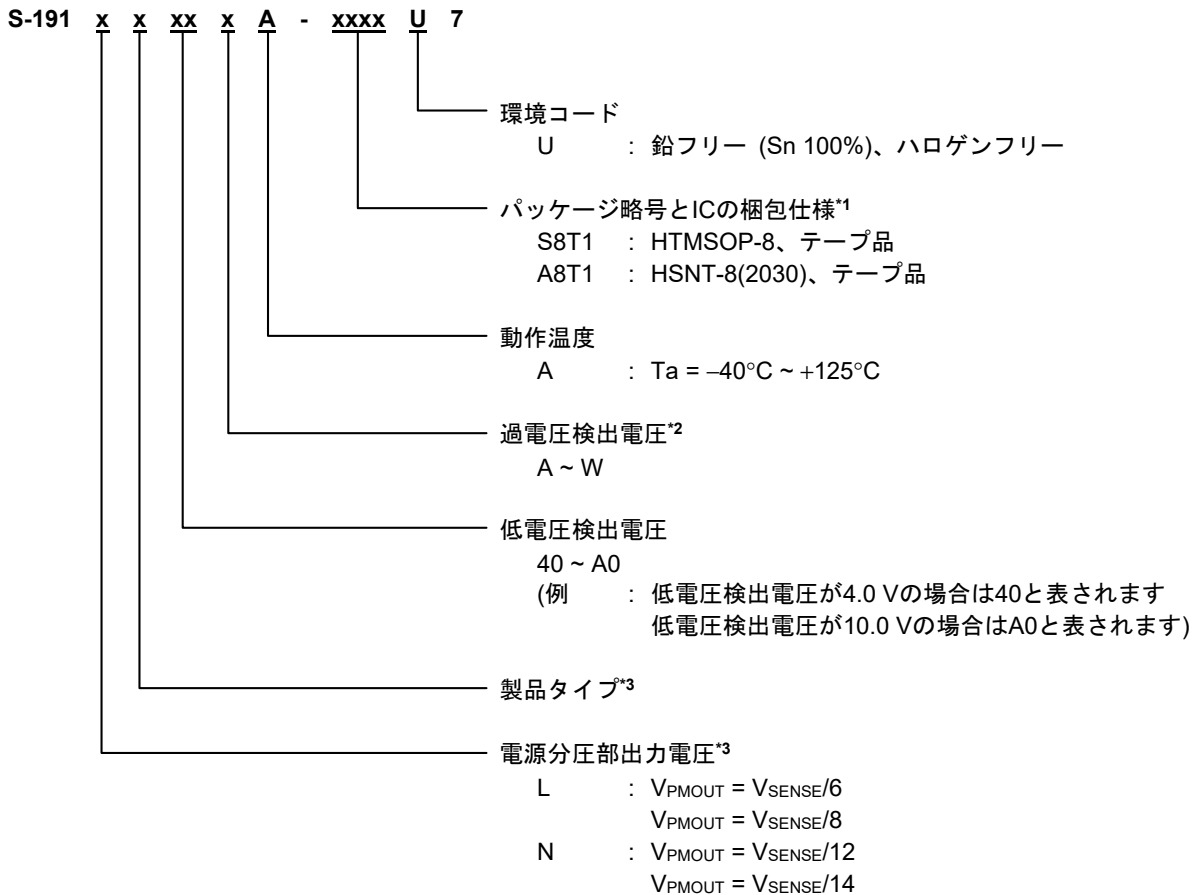 S-191 x x xx x A - xxxx U 7
環境コード
U : 鉛フリー (Sn 100%)、ハロゲンフリー
パッケージ略号とICの梱包仕様*1
S8T1 : HTMSOP-8、テープ品
A8T1 : HSNT-8(2030)、テープ品
動作温度
A : Ta = −40°C ~ +125°C
過電圧検出電圧*2
A ~ W
低電圧検出電圧
40 ~ A0
(例 : 低電圧検出電圧が4.0 Vの場合は40と表されます
低電圧検出電圧が10.0 Vの場合はA0と表されます)
製品タイプ*3
電源分圧部出力電圧*3
L : VPMOUT = VSENSE/6
VPMOUT = VSENSE/8
N : VPMOUT = VSENSE/12
VPMOUT = VSENSE/14